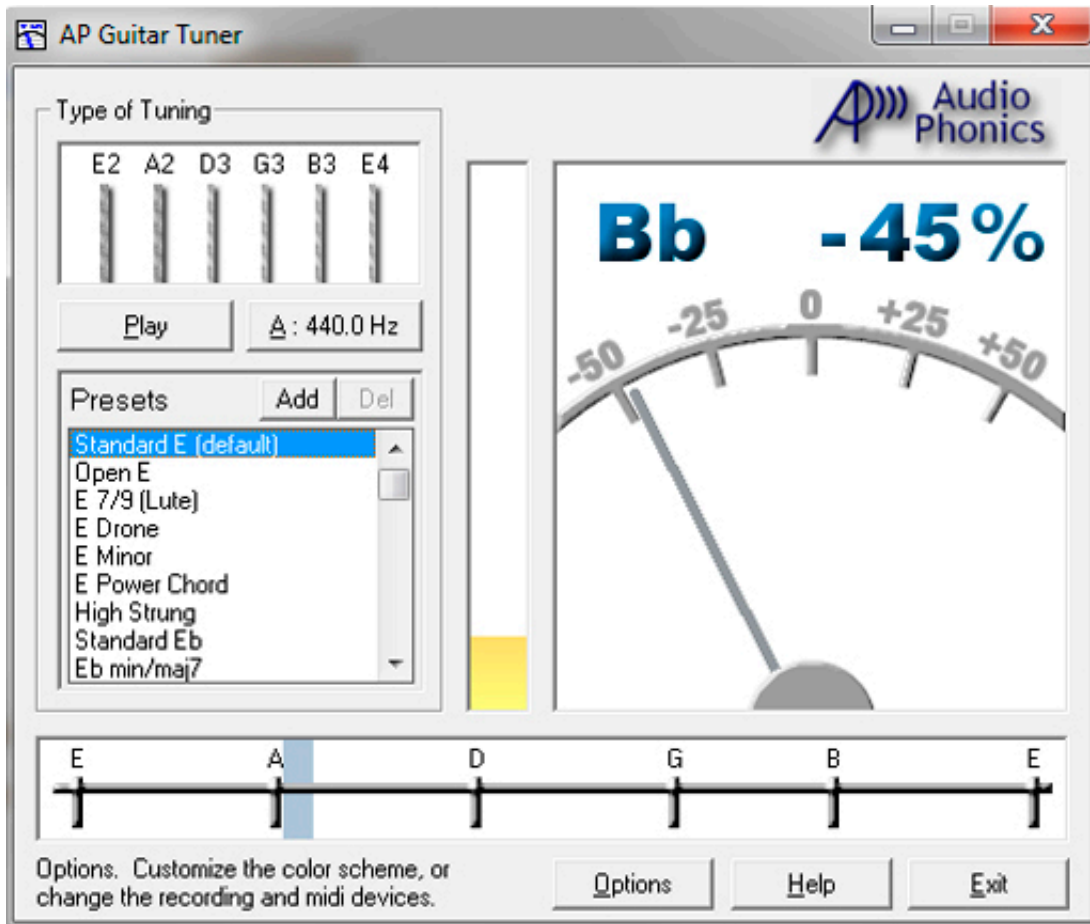 AP Guitar Tuner
Audio
Phonics
Type of Tuning
E2 A2 D3 G3 B3 E4
Play
A : 440.0 Hz
Bb -45%
-50 -25 0 +25 +50
Presets
Add
Del
Standard E (default)
Open E
E 7/9 (Lute)
E Drone
E Minor
E Power Chord
High Strung
Standard Eb
Eb min/maj7
E A D G B E
Options. Customize the color scheme, or
change the recording and midi devices.
Options
Help
Exit